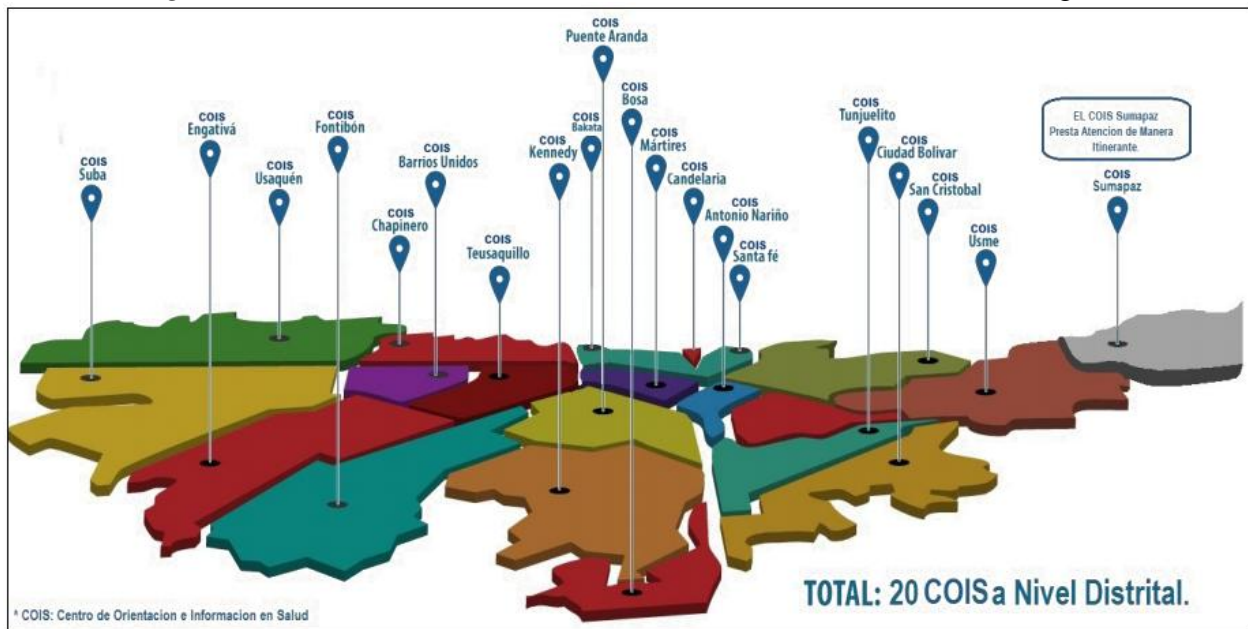 COIS
Puente Aranda
COIS
Bosa
COIS
Tunjuelito
EL COIS Sumapaz
Presta Atencion de Manera
Itinerante.
COIS
Engativá
COIS
Fontibón
COIS
Barrios Unidos
COIS
Bakata
COIS
Mártires
COIS
Kennedy
COIS
Ciudad Bolivar
COIS
Suba
COIS
Usaquén
COIS
Candelaria
COIS
San Cristobal
COIS
Sumapaz
COIS
Chapinero
COIS
Antonio Nariño
COIS
Teusaquillo
COIS
Santa fé
COIS
Usme
TOTAL: 20 COIS a Nivel Distrital.
* COIS: Centro de Orientacion e Informacion en Salud